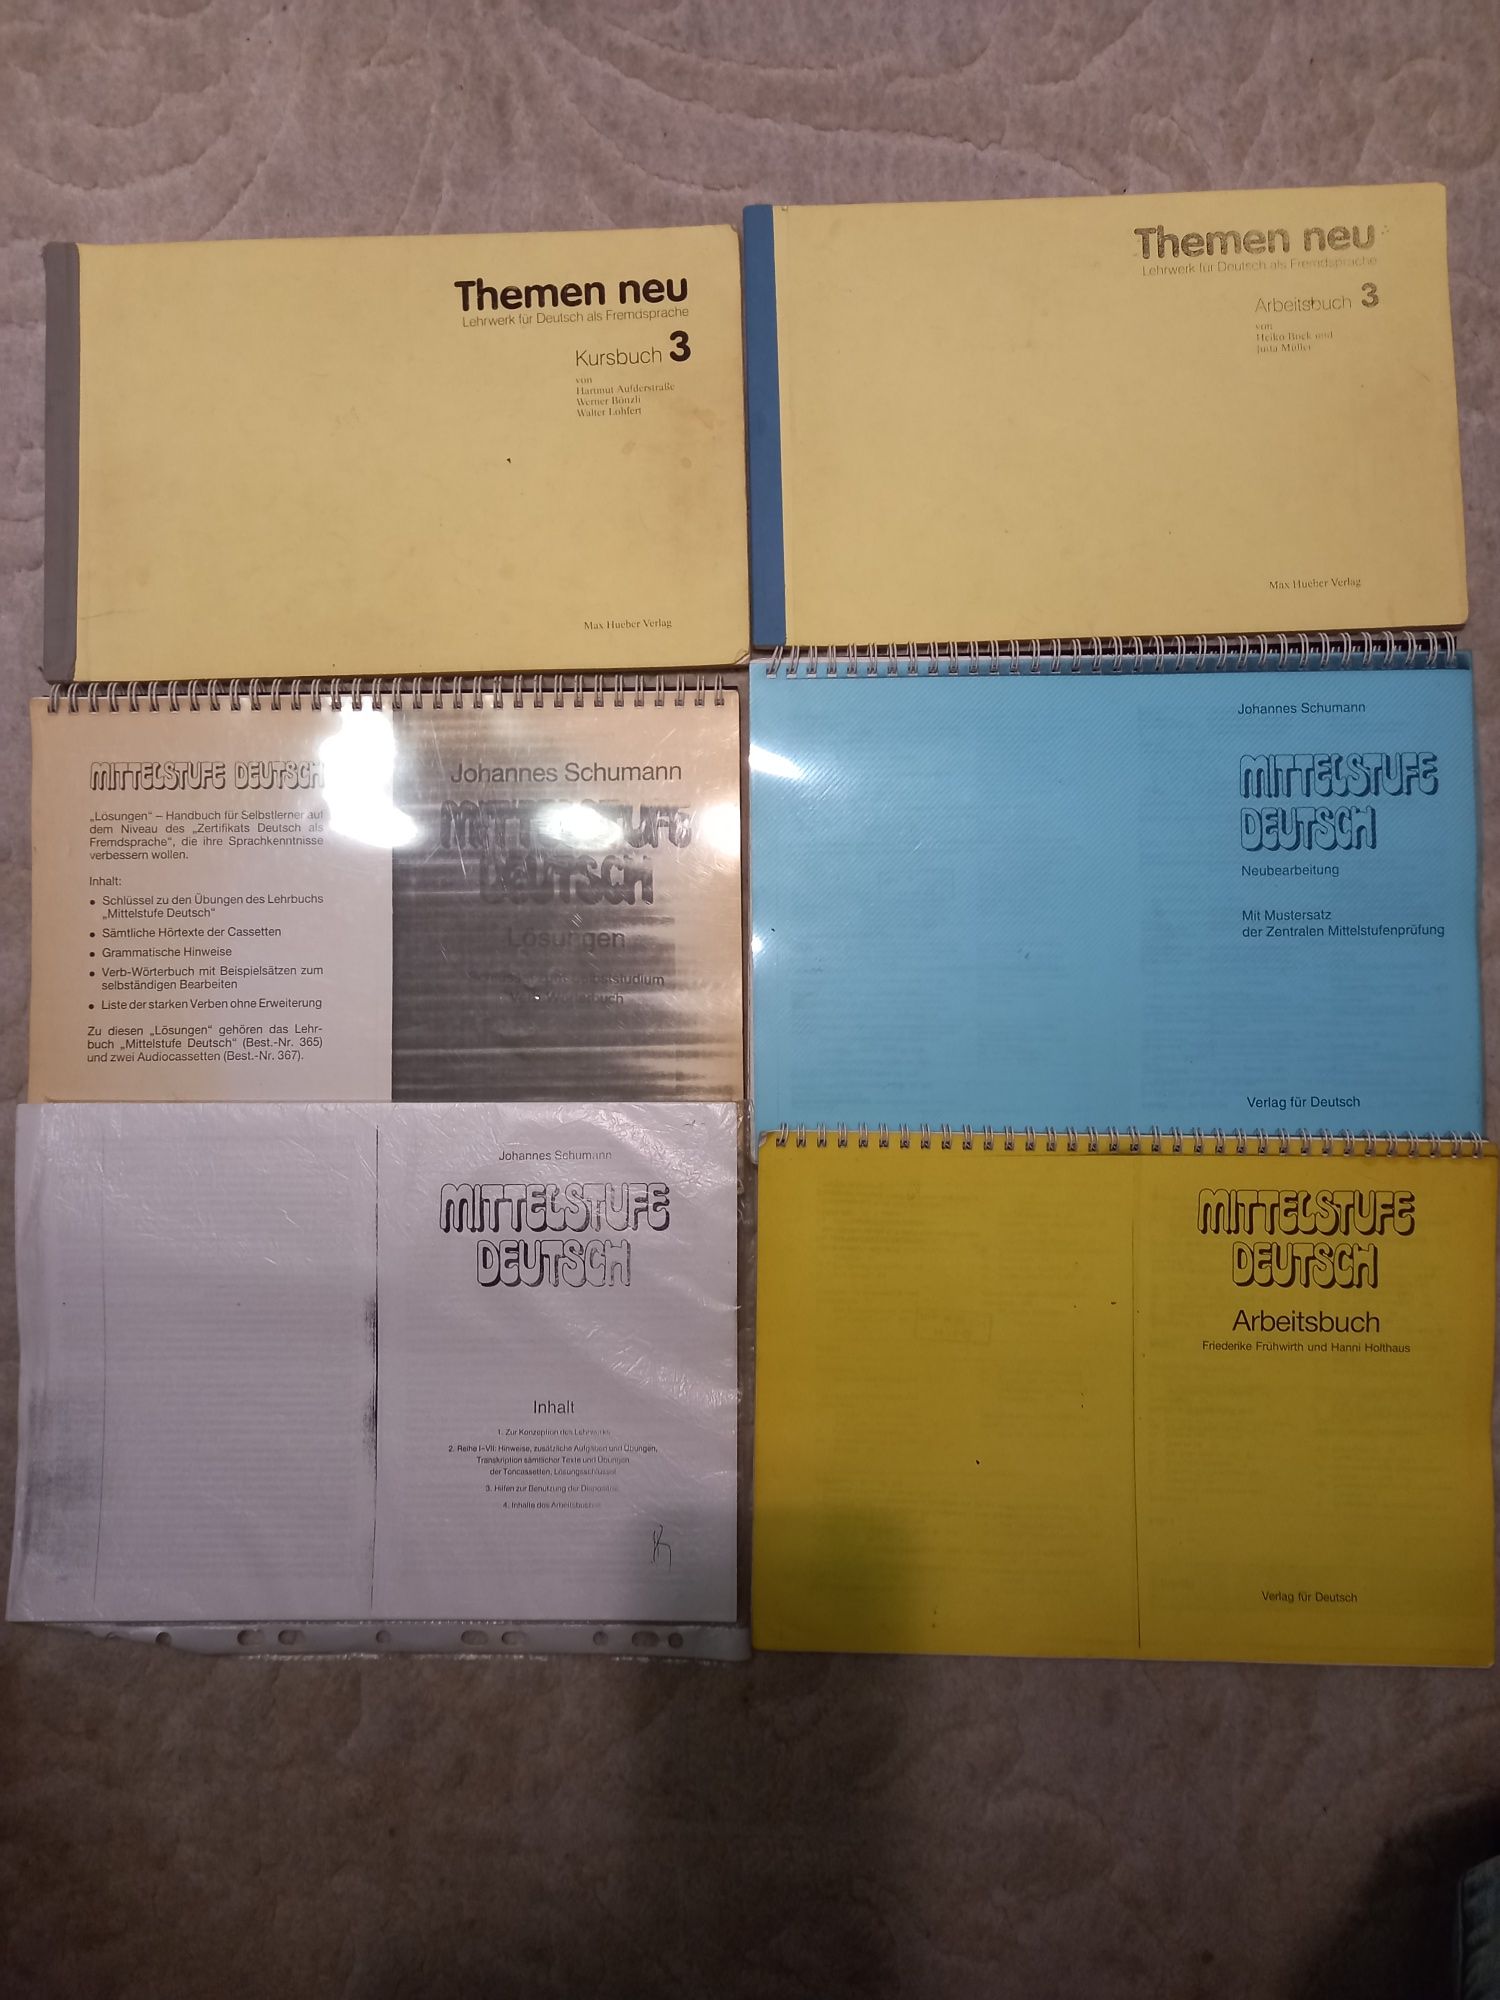 Themen neu
Lehrwerk für Deutsch als Fremdsprache
Kursbuch 3
von
Hartmut Aufderstraße
Werner Bönzli
Walter Lohfert
Max Hueber Verlag
Themen neu
Lehrwerk für Deutsch als Fremdsprache
Arbeitsbuch 3
von
Heiko Bock und
Jutta Müller
Max Hueber Verlag
MITTELSTUFE DEUTSCH
„Lösungen“ – Handbuch für Selbstlerner auf
dem Niveau des „Zertifikats Deutsch als
Fremdsprache“, die ihre Sprachkenntnisse
verbessern wollen.
Inhalt:
• Schlüssel zu den Übungen des Lehrbuchs
„Mittelstufe Deutsch“
• Sämtliche Hörtexte der Cassetten
• Grammatische Hinweise
• Verb-Wörterbuch mit Beispielsätzen zum
selbständigen Bearbeiten
• Liste der starken Verben ohne Erweiterung
Zu diesen „Lösungen“ gehören das Lehr-
buch „Mittelstufe Deutsch“ (Best.-Nr. 365)
und zwei Audiocassetten (Best.-Nr. 367).
Johannes Schumann
MITTELSTUFE
DEUTSCH
Lösungen
Selbststudium
Johannes Schumann
MITTELSTUFE
DEUTSCH
Neubearbeitung
Mit Mustersatz
der Zentralen Mittelstufenprüfung
Verlag für Deutsch
Johannes Schumann
MITTELSTUFE
DEUTSCH
Inhalt
1. Zur Konzeption des Lehrwerks
2. Reihe I–VII: Hinweise, zusätzliche Aufgaben und Übungen,
Transkription sämtlicher Texte und Übungen
der Toncassetten, Lösungsschlüssel
3. Hilfen zur Benutzung der Diapositive
4. Inhalte des Arbeitsbuches
MITTELSTUFE
DEUTSCH
Arbeitsbuch
Friederike Frühwirth und Hanni Holthaus
Verlag für Deutsch